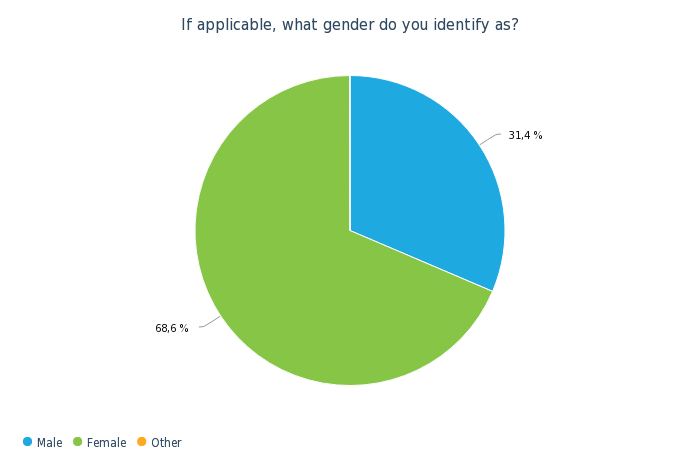 If applicable, what gender do you identify as?
31,4 %
68,6 %
Male Female Other